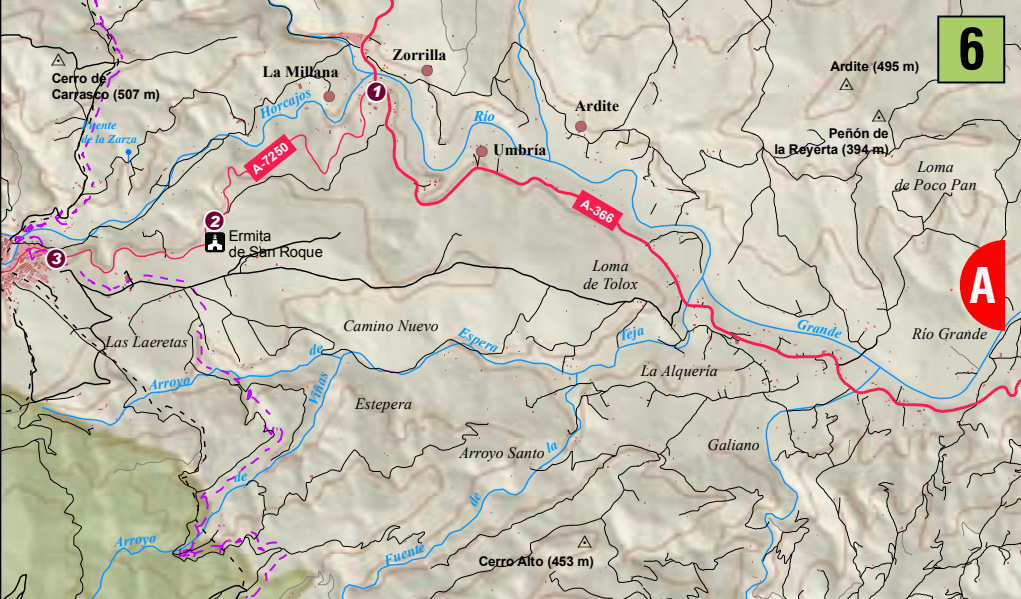 6
Zorrilla
La Millana
Cerro de
Carrasco (507 m)
Ardite (495 m)
Horcajos
1
Río
Ardite
Fuente
de la Zarza
Peñón de
la Reyerta (394 m)
Umbría
A-7250
Loma
de Poco Pan
2
A-366
Ermita
de San Roque
3
Loma
de Tolox
A
Camino Nuevo
Espera
Teja
Grande
Río Grande
Las Laeretas
de
Arroyo
Viñas
La Alquería
Estepera
Arroyo Santo
la
Galiano
de
de
Arroyo
Fuente
Cerro Alto (453 m)